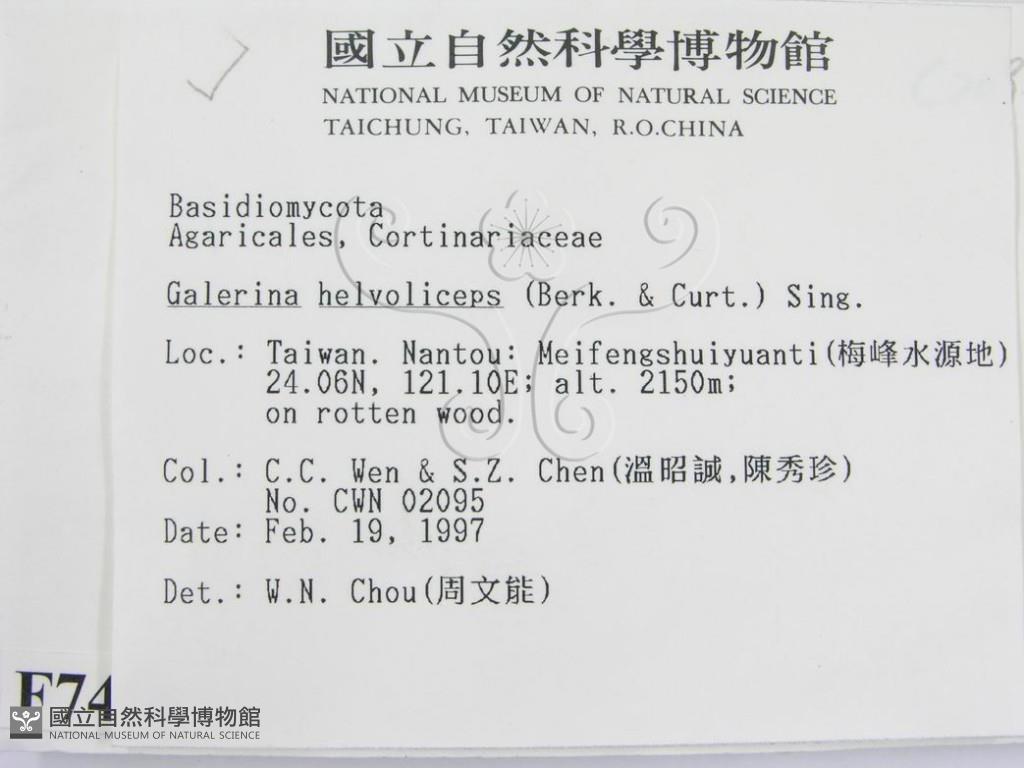 國立自然科學博物館
NATIONAL MUSEUM OF NATURAL SCIENCE
TAICHUNG, TAIWAN, R.O.CHINA
Basidiomycota
Agaricales, Cortinariaceae
Galerina helvoliceps (Berk. & Curt.) Sing.
Loc.: Taiwan. Nantou: Meifengshuiyuanti(梅峰水源地)
24.06N, 121.10E; alt. 2150m;
on rotten wood.
Col.: C.C. Wen & S.Z. Chen(溫昭誠,陳秀珍)
No. CWN 02095
Date: Feb. 19, 1997
Det.: W.N. Chou(周文能)
F74
國立自然科學博物館
NATIONAL MUSEUM OF NATURAL SCIENCE